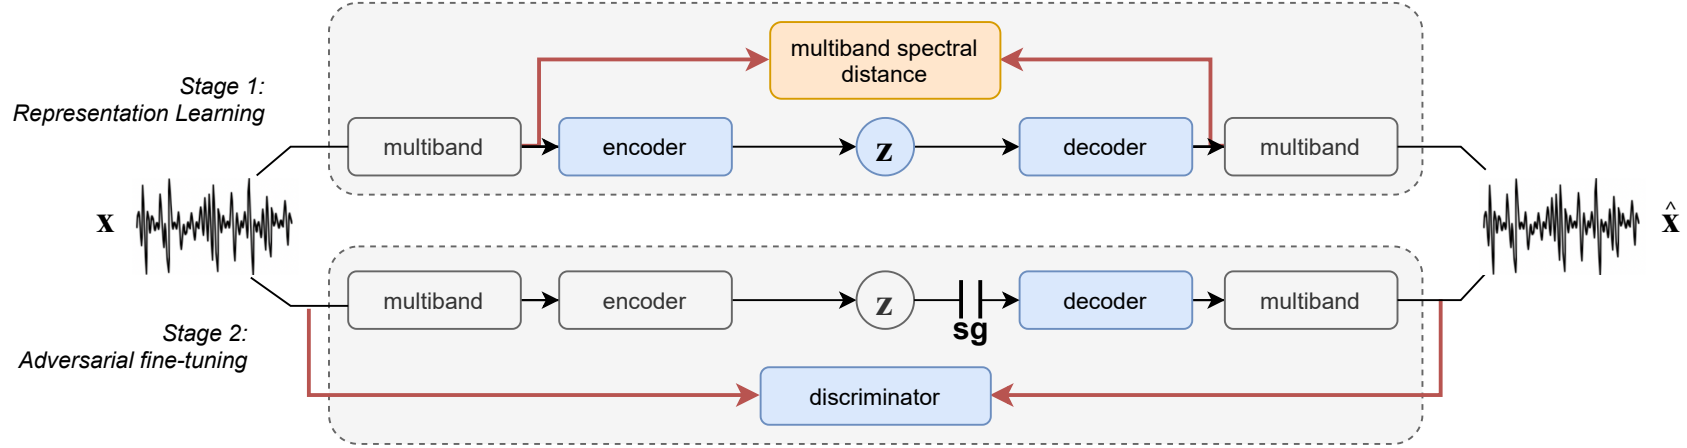 Stage 1:
Representation Learning
multiband spectral
distance
multiband
encoder
z
decoder
multiband
x
x̂
multiband
encoder
z
sg
decoder
multiband
Stage 2:
Adversarial fine-tuning
discriminator